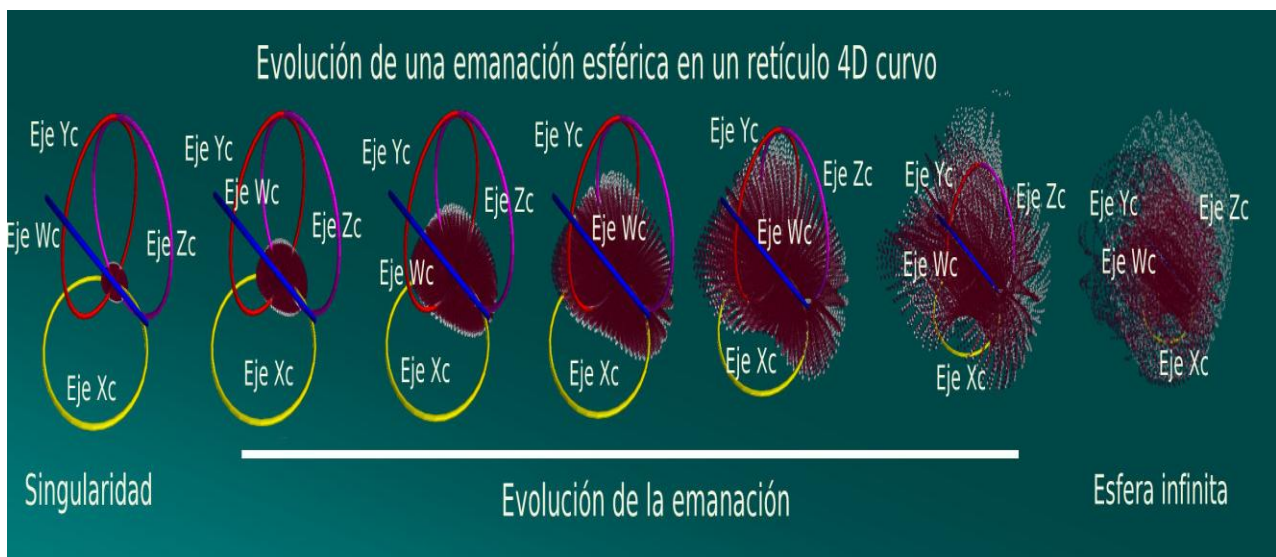 Evolución de una emanación esférica en un retículo 4D curvo
Eje Yc
Eje Wc
Eje Zc
Eje Xc
Eje Yc
Eje Wc
Eje Zc
Eje Xc
Eje Yc
Eje Zc
Eje Wc
Eje Xc
Eje Yc
Eje Wc
Eje Xc
Eje Yc
Eje Zc
Eje Wc
Eje Xc
Eje Yc
Eje Zc
Eje Wc
Eje Xc
Eje Yc
Eje Zc
Eje Wc
Eje Xc
Singularidad
Evolución de la emanación
Esfera infinita